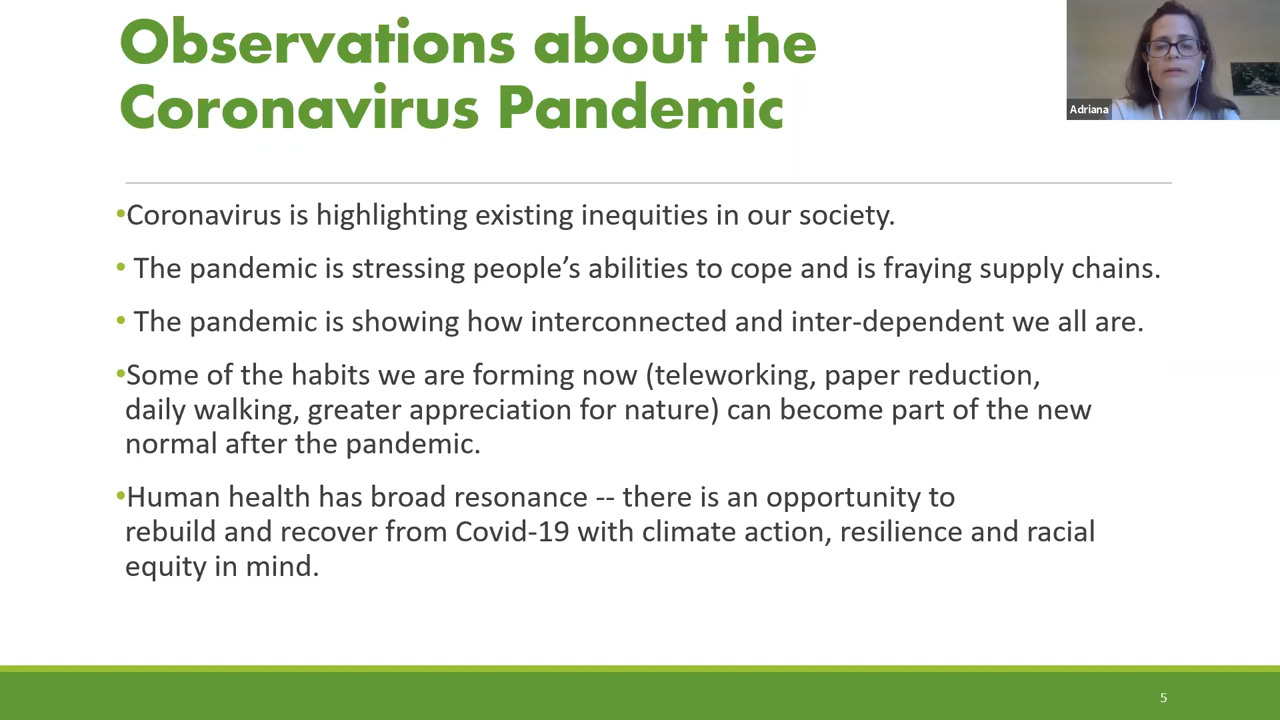 Observations about the
Coronavirus Pandemic
Adriana
•Coronavirus is highlighting existing inequities in our society.
• The pandemic is stressing people’s abilities to cope and is fraying supply chains.
• The pandemic is showing how interconnected and inter-dependent we all are.
•Some of the habits we are forming now (teleworking, paper reduction,
daily walking, greater appreciation for nature) can become part of the new
normal after the pandemic.
•Human health has broad resonance -- there is an opportunity to
rebuild and recover from Covid-19 with climate action, resilience and racial
equity in mind.
5